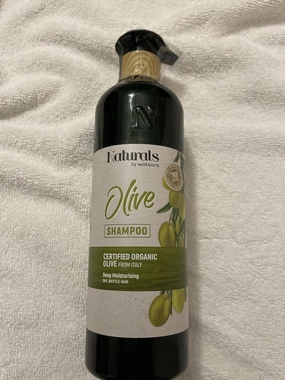 Naturals
by watsons
Olive
SHAMPOO
CERTIFIED ORGANIC
OLIVE FROM ITALY
Deep Moisturising
DRY, BRITTLE HAIR